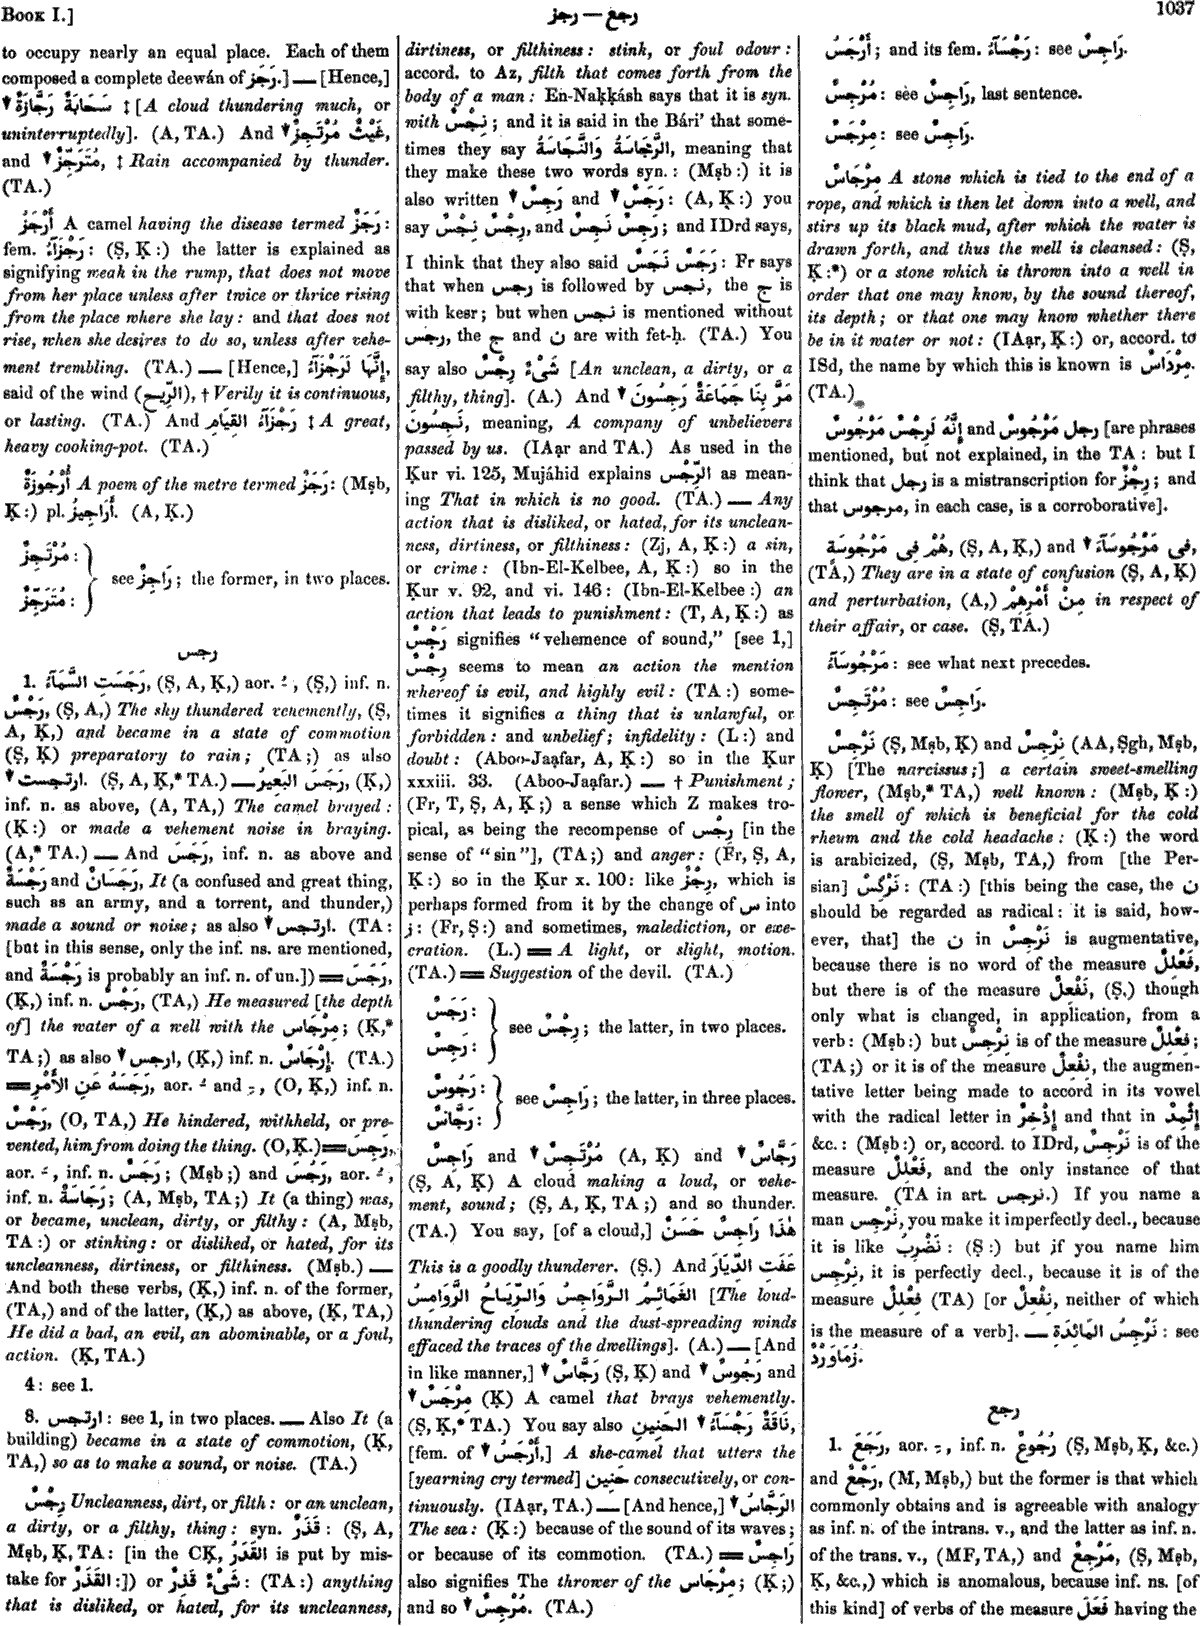 BOOK I.]
رجع — رجز
1037
to occupy nearly an equal place. Each of them
composed a complete deewán of رَجَز.] — [Hence,]
سَحَابَةٌ رَجَّازَةٌ ‡ [A cloud thundering much, or
uninterruptedly]. (A, TA.) And غَيْثٌ مُرْتَجِزٌ,
and مُتَرَجِّزٌ, ‡ Rain accompanied by thunder.
(TA.)
أَرْجَزُ A camel having the disease termed رَجَزٌ:
fem. رَجْزَآءُ: (Ṣ, Ḳ:) the latter is explained as
signifying weak in the rump, that does not move
from her place unless after twice or thrice rising
from the place where she lay: and that does not
rise, when she desires to do so, unless after vehe-
ment trembling. (TA.) — [Hence,] إِنَّهَا لَرَجْزَآءُ,
said of the wind (الرِّيح), † Verily it is continuous,
or lasting. (TA.) And رَجْزَآءُ القِيَامِ ‡ A great,
heavy cooking-pot. (TA.)
أُرْجُوزَةٌ A poem of the metre termed رَجَزٌ: (Mṣb,
Ḳ:) pl. أَرَاجِيزُ. (A, Ḳ.)
مُرْتَجِزٌ:
مُتَرَجِّزٌ:
see رَاجِزٌ; the former, in two places.
رجس
1. رَجَسَتِ السَّمَآءُ, (Ṣ, A, Ḳ,) aor. ـُ, (Ṣ,) inf. n.
رَجْسٌ, (Ṣ, A,) The sky thundered vehemently, (Ṣ,
A, Ḳ,) and became in a state of commotion
(Ṣ, Ḳ) preparatory to rain; (TA;) as also
ارتجست. (Ṣ, A, Ḳ,* TA.) — رَجَسَ البَعِيرُ, (Ḳ,)
inf. n. as above, (A, TA,) The camel brayed:
(Ḳ:) or made a vehement noise in braying.
(A,* TA.) — And رَجَسَ, inf. n. as above and
رَجْسَةٌ and رَجَسَانٌ, It (a confused and great thing,
such as an army, and a torrent, and thunder,)
made a sound or noise; as also ارتجس. (TA:
[but in this sense, only the inf. ns. are mentioned,
and رَجْسَةٌ is probably an inf. n. of un.]) = رَجَسَ,
(Ḳ,) inf. n. رَجْسٌ, (TA,) He measured [the depth
of] the water of a well with the مِرْجَاس; (Ḳ,*
TA;) as also ارجس, (Ḳ,) inf. n. إِرْجَاسٌ. (TA.)
= رَجَسَهُ عَنِ الأَمْرِ, aor. ـُ and ـِ, (O, Ḳ,) inf. n.
رَجْسٌ, (O, TA,) He hindered, withheld, or pre-
vented, him from doing the thing. (O, Ḳ.) = رَجِسَ,
aor. ـَ, inf. n. رَجَسٌ; (Mṣb;) and رَجُسَ, aor. ـُ,
inf. n. رَجَاسَةٌ; (A, Mṣb, TA;) It (a thing) was,
or became, unclean, dirty, or filthy: (A, Mṣb,
TA:) or stinking: or disliked, or hated, for its
uncleanness, dirtiness, or filthiness. (Mṣb.) —
And both these verbs, (Ḳ,) inf. n. of the former,
(TA,) and of the latter, (Ḳ,) as above, (Ḳ, TA,)
He did a bad, an evil, an abominable, or a foul,
action. (Ḳ, TA.)
4: see 1.
8. ارتجس: see 1, in two places. — Also It (a
building) became in a state of commotion, (Ḳ,
TA,) so as to make a sound, or noise. (TA.)
رِجْسٌ Uncleanness, dirt, or filth: or an unclean,
a dirty, or a filthy, thing: syn. قَذَرٌ: (Ṣ, A,
Mṣb, Ḳ, TA: [in the CḲ, القَدَرُ is put by mis-
take for القَذَرُ:]) or شَىْءٌ قَذِرٌ: (TA:) anything
that is disliked, or hated, for its uncleanness,
dirtiness, or filthiness: stink, or foul odour:
accord. to Az, filth that comes forth from the
body of a man: En-Naḳḳásh says that it is syn.
with نِجْسٌ; and it is said in the Bári' that some-
times they say الرَّجَاسَةُ وَالنَّجَاسَةُ, meaning that
they make these two words syn.: (Mṣb:) it is
also written رَجَسٌ and رَجِسٌ: (A, Ḳ:) you
say رِجْسٌ نِجْسٌ, and رَجِسٌ نَجِسٌ; and IDrd says,
I think that they also said رَجَسٌ نَجَسٌ: Fr says
that when رجس is followed by نجس, the ج is
with kesr; but when نجس is mentioned without
رجس, the ج and ن are with fet-ḥ. (TA.) You
say also شَىْءٌ رِجْسٌ [An unclean, a dirty, or a
filthy, thing]. (A.) And مَرَّ بِنَا جَمَاعَةٌ رَجِسُونَ
نَجِسُونَ, meaning, A company of unbelievers
passed by us. (IAạr and TA.) As used in the
Ḳur vi. 125, Mujáhid explains الرِّجْس as mean-
ing That in which is no good. (TA.) — Any
action that is disliked, or hated, for its unclean-
ness, dirtiness, or filthiness: (Zj, A, Ḳ:) a sin,
or crime: (Ibn-El-Kelbee, A, Ḳ:) so in the
Ḳur v. 92, and vi. 146: (Ibn-El-Kelbee:) an
action that leads to punishment: (T, A, Ḳ:) as
رَجْسٌ signifies "vehemence of sound," [see 1,]
رِجْسٌ seems to mean an action the mention
whereof is evil, and highly evil: (TA:) some-
times it signifies a thing that is unlawful, or
forbidden: and unbelief; infidelity: (L:) and
doubt: (Aboo-Jaạfar, A, Ḳ:) so in the Ḳur
xxxiii. 33. (Aboo-Jaạfar.) — † Punishment;
(Fr, T, Ṣ, A, Ḳ;) a sense which Z makes tro-
pical, as being the recompense of رِجْس [in the
sense of "sin"], (TA;) and anger: (Fr, Ṣ, A,
Ḳ:) so in the Ḳur x. 100: like رِجْزٌ, which is
perhaps formed from it by the change of س into
ز: (Fr, Ṣ:) and sometimes, malediction, or exe-
cration. (L.) = A light, or slight, motion.
(TA.) = Suggestion of the devil. (TA.)
رَجَسٌ:
رَجِسٌ:
see رِجْسٌ; the latter, in two places.
رَجُوسٌ:
رَجَّاسٌ:
see رَاجِسٌ; the latter, in three places.
رَاجِسٌ and مُرْتَجِسٌ (A, Ḳ) and رَجَّاسٌ
(Ṣ, A, Ḳ) A cloud making a loud, or vehe-
ment, sound; (Ṣ, A, Ḳ, TA;) and so thunder.
(TA.) You say, [of a cloud,] هٰذَا رَاجِسٌ حَسَنٌ
This is a goodly thunderer. (Ṣ.) And عَفَتِ الدِّيَارَ
الغَمَائِمُ الرَّوَاجِسُ وَالرِّيَاحُ الرَّوَامِسُ [The loud-
thundering clouds and the dust-spreading winds
effaced the traces of the dwellings]. (A.) — [And
in like manner,] رَجَّاسٌ (Ṣ, Ḳ) and رَجُوسٌ and
مِرْجَسٌ (Ḳ) A camel that brays vehemently.
(Ṣ, Ḳ,* TA.) You say also نَاقَةٌ رَجْسَآءُ الحَنِينِ,
[fem. of أَرْجَسُ,] A she-camel that utters the
[yearning cry termed] حَنِين consecutively, or con-
tinuously. (IAạr, TA.) — [And hence,] الرَّجَّاسُ
The sea: (Ḳ:) because of the sound of its waves;
or because of its commotion. (TA.) = رَاجِسٌ
also signifies The thrower of the مِرْجَاس; (Ḳ;)
and so مُرْجِسٌ. (TA.)
أَرْجَسُ; and its fem. رَجْسَآءُ: see رَاجِسٌ.
مُرْجِسٌ: see رَاجِسٌ, last sentence.
مِرْجَسٌ: see رَاجِسٌ.
مِرْجَاسٌ A stone which is tied to the end of a
rope, and which is then let down into a well, and
stirs up its black mud, after which the water is
drawn forth, and thus the well is cleansed: (Ṣ,
Ḳ:*) or a stone which is thrown into a well in
order that one may know, by the sound thereof,
its depth; or that one may know whether there
be in it water or not: (IAạr, Ḳ:) or, accord. to
ISd, the name by which this is known is مِرْدَاسٌ.
(TA.)
إِنَّهُ لَرِجْسٌ مَرْجُوسٌ and رجل مَرْجُوسٌ [are phrases
mentioned, but not explained, in the TA: but I
think that رجل is a mistranscription for رِجْزٌ; and
that مرجوس, in each case, is a corroborative].
هُمْ فِى مَرْجُوسَةٍ, (Ṣ, A, Ḳ,) and فِى مَرْجُوسَآءَ,
(TA,) They are in a state of confusion (Ṣ, A, Ḳ)
and perturbation, (A,) مِنْ أَمْرِهِمْ in respect of
their affair, or case. (Ṣ, TA.)
مَرْجُوسَآءُ: see what next precedes.
مُرْتَجِسٌ: see رَاجِسٌ.
نَرْجِسٌ (Ṣ, Mṣb, Ḳ) and نِرْجِسٌ (AA, Ṣgh, Mṣb,
Ḳ) [The narcissus;] a certain sweet-smelling
flower, (Mṣb,* TA,) well known: (Mṣb, Ḳ:)
the smell of which is beneficial for the cold
rheum and the cold headache: (Ḳ:) the word
is arabicized, (Ṣ, Mṣb, TA,) from [the Per-
sian] نَرْگِسْ: (TA:) [this being the case, the ن
should be regarded as radical: it is said, how-
ever, that] the ن in نَرْجِسٌ is augmentative,
because there is no word of the measure فَعْلِلٌ,
but there is of the measure نَفْعِلٌ, (Ṣ,) though
only what is changed, in application, from a
verb: (Mṣb:) but نِرْجِسٌ is of the measure فِعْلِلٌ;
(TA;) or it is of the measure نِفْعِلٌ, the augmen-
tative letter being made to accord in its vowel
with the radical letter in إِذْخِرٌ and that in إِثْمِدٌ
&c.: (Mṣb:) or, accord. to IDrd, نَرْجِسٌ is of the
measure فَعْلِلٌ, and the only instance of that
measure. (TA in art. نرجس.) If you name a
man نَرْجِس, you make it imperfectly decl., because
it is like نَضْرِبُ: (Ṣ:) but if you name him
نِرْجِس, it is perfectly decl., because it is of the
measure فِعْلِلٌ (TA) [or نِفْعِلٌ, neither of which
is the measure of a verb]. — نَرْجِسُ المَائِدَةِ: see
زُمَاوَرْدٌ.
رجع
1. رَجَعَ, aor. ـِ, inf. n. رُجُوعٌ (Ṣ, Mṣb, Ḳ, &c.)
and رَجْعٌ, (M, Mṣb,) but the former is that which
commonly obtains and is agreeable with analogy
as inf. n. of the intrans. v., and the latter as inf. n.
of the trans. v., (MF, TA,) and مَرْجِعٌ, (Ṣ, Mṣb,
Ḳ, &c.,) which is anomalous, because inf. ns. [of
this kind] of verbs of the measure فَعَلَ having the